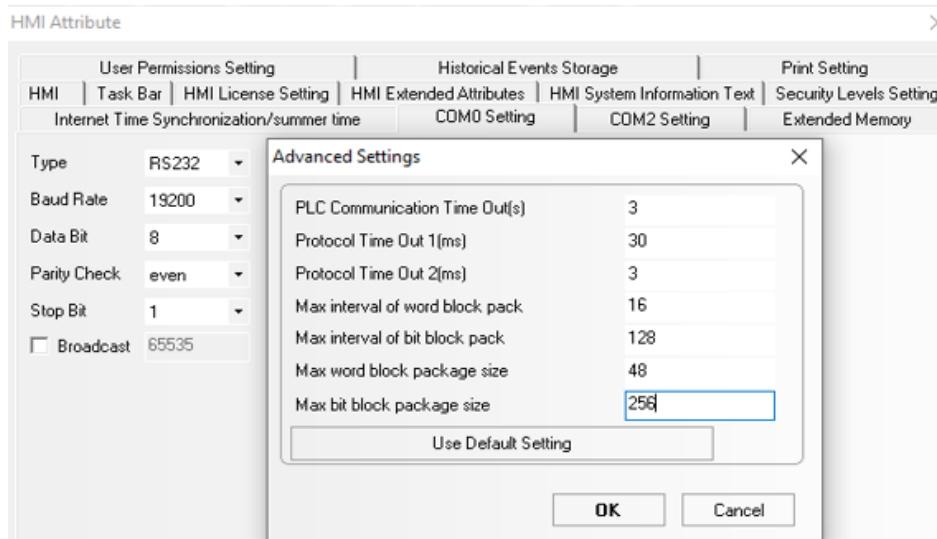 HMI Attribute
User Permissions Setting Historical Events Storage Print Setting
HMI Task Bar HMI License Setting HMI Extended Attributes HMI System Information Text Security Levels Setting
Internet Time Synchronization/summer time COM0 Setting COM2 Setting Extended Memory
Type RS232
Baud Rate 19200
Data Bit 8
Parity Check even
Stop Bit 1
Broadcast 65535
Advanced Settings
PLC Communication Time Out(s) 3
Protocol Time Out 1(ms) 30
Protocol Time Out 2(ms) 3
Max interval of word block pack 16
Max interval of bit block pack 128
Max word block package size 48
Max bit block package size 256
Use Default Setting
OK Cancel